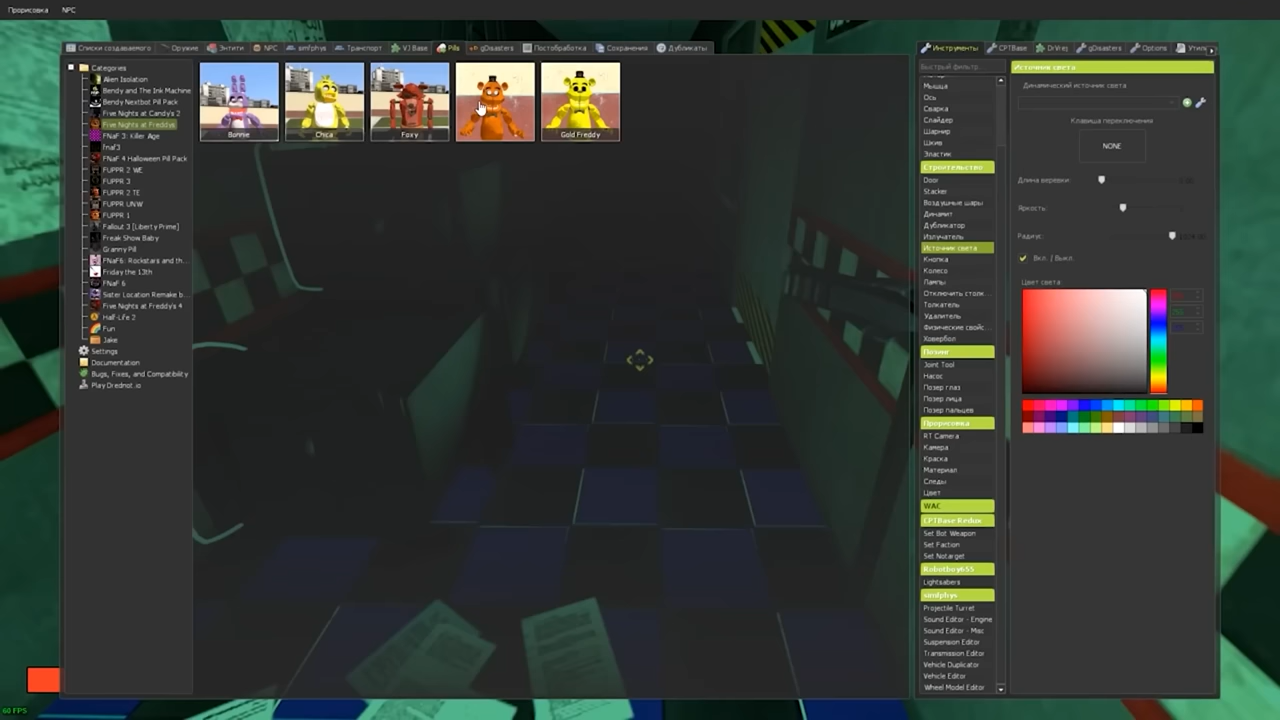 Прорисовка NPC
Списки создаваемого Оружие Энтити NPC simfphys Транспорт VJ Base Pills gDisasters Постобработка Сохранения Дубликаты
Categories
Alien Isolation
Bendy and The Ink Machine
Bendy Nextbot Pill Pack
Five Nights at Candy's 2
Five Nights at Freddys
FNaF 3: Killer Age
fnaf3
FNaF 4 Halloween Pill Pack
FUPPR 2 WE
FUPPR 3
FUPPR 2 TE
FUPPR UNW
FUPPR 1
Fallout 3 [Liberty Prime]
Freak Show Baby
Granny Pill
FNaF6: Rockstars and th...
Friday the 13th
FNAF 6
Sister Location Remake b...
Five Nights at Freddy's 4
Half-Life 2
Fun
Jake
Settings
Documentation
Bugs, Fixes, and Compatibility
Play Drednot.io
Bonnie
Chica
Foxy
Gold Freddy
Инструменты CPTBase gDisasters Options
Быстрый фильтр...
Мышца
Ось
Сварка
Слайдер
Шарнир
Шкив
Эластик
Строительство
Door
Stacker
Воздушные шары
Динамит
Дубликатор
Излучатель
Источник света
Кнопка
Колесо
Лампы
Отключить столк...
Толкатель
Удалитель
Физические свойс...
Ховербол
Позинг
Joint Tool
Насос
Позер глаз
Позер лица
Позер пальцев
Прорисовка
RT Camera
Камера
Краска
Материал
Следы
Цвет
WAC
CPTBase Redux
Set Bot Weapon
Set Faction
Set Notarget
Robotboy655
Lightsabers
simfphys
Projectile Turret
Sound Editor - Engine
Sound Editor - Misc
Suspension Editor
Transmission Editor
Vehicle Duplicator
Vehicle Editor
Wheel Model Editor
Источник света
Динамический источник света
Клавиша переключения
NONE
Длина веревки:
Яркость:
Радиус:
Вкл. / Выкл.
Цвет света
60 FPS